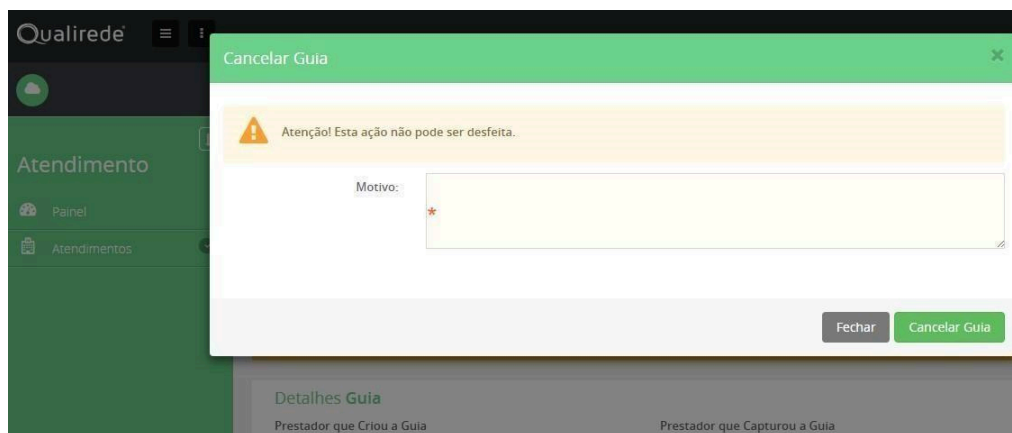 Qualirede
Cancelar Guia
Atenção! Esta ação não pode ser desfeita.
Atendimento
Motivo:
*
Painel
Atendimentos
Fechar
Cancelar Guia
Detalhes Guia
Prestador que Criou a Guia
Prestador que Capturou a Guia